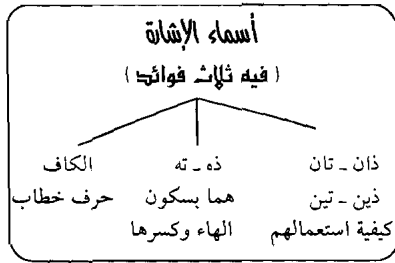 أسماء الإشارة
( فيه ثلاث فوائد )
ذان - تان
ذين - تين
كيفية استعمالهم
ذه - ته
هما بسكون
الهاء وكسرها
الكاف
حرف خطاب